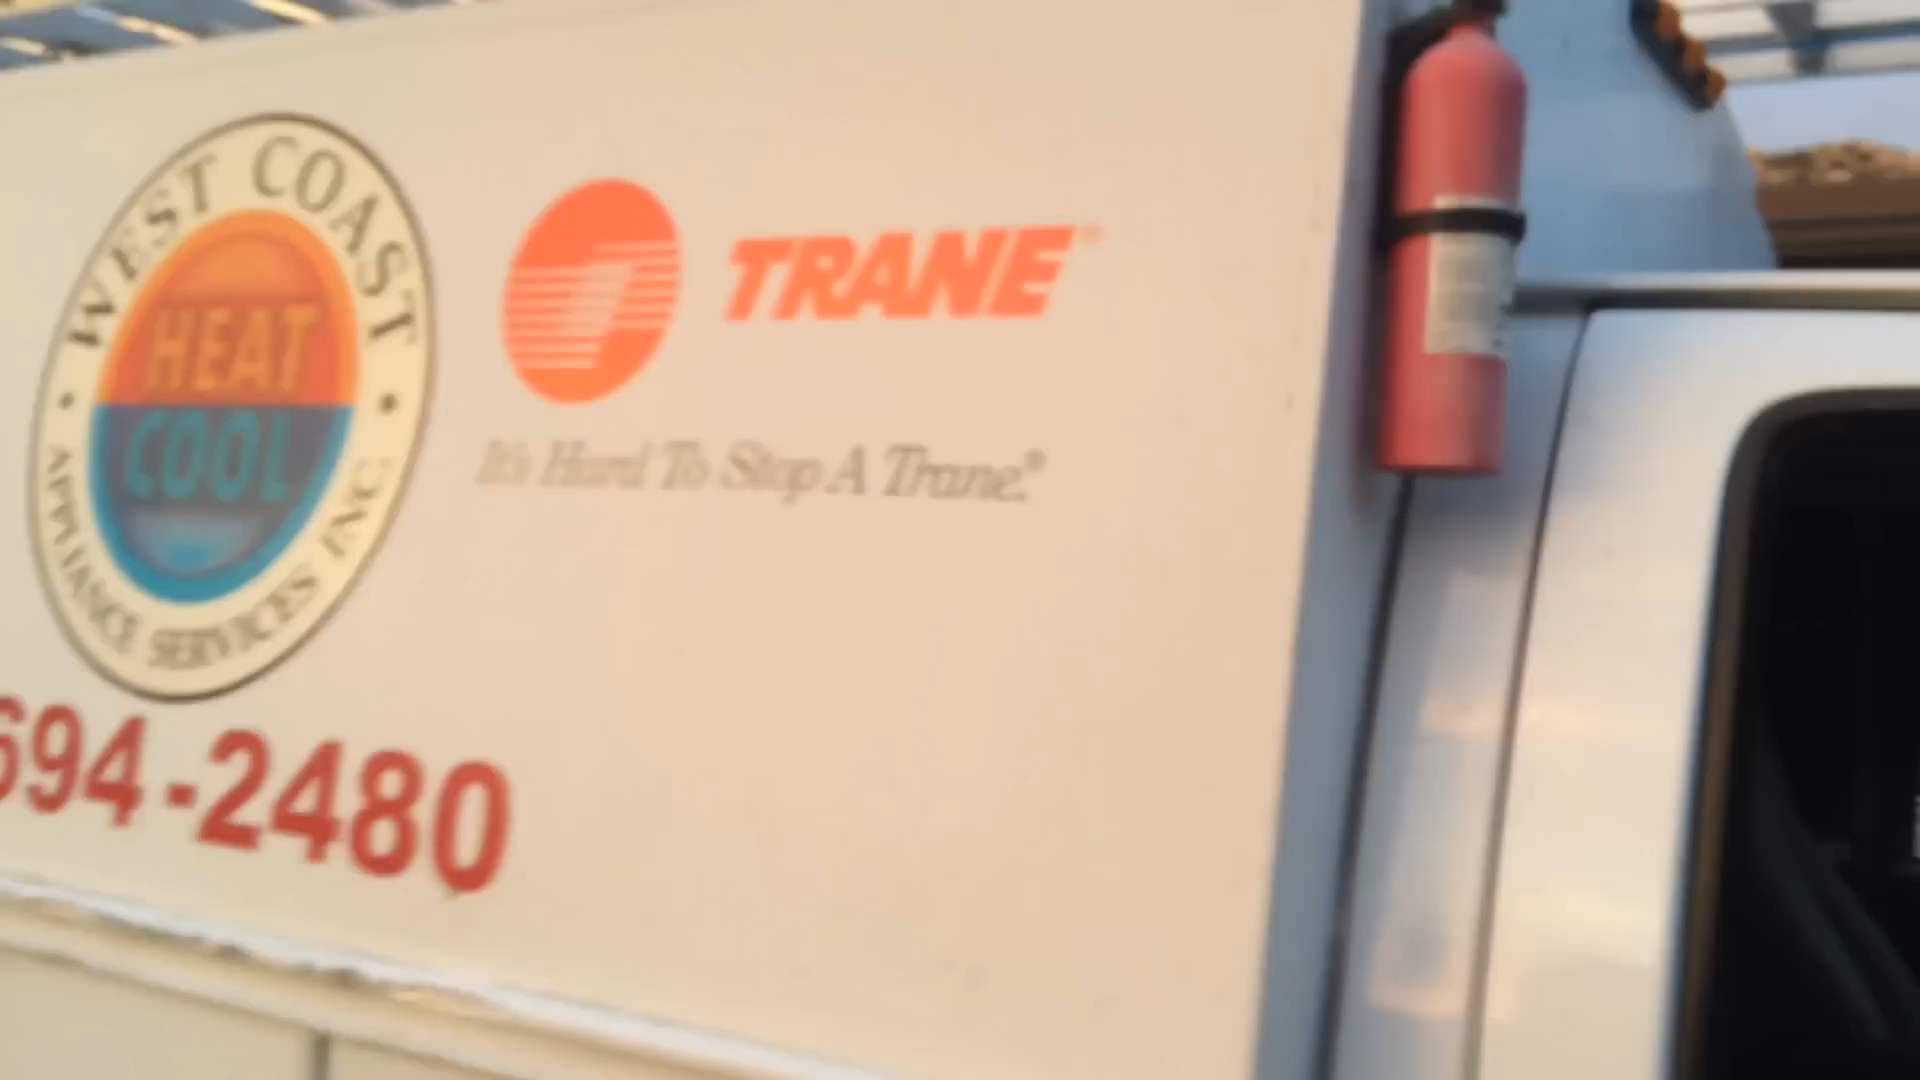 WEST COAST
HEAT
COOL
APPLIANCE SERVICES INC
TRANE
It's Hard To Stop A Trane.®
694-2480